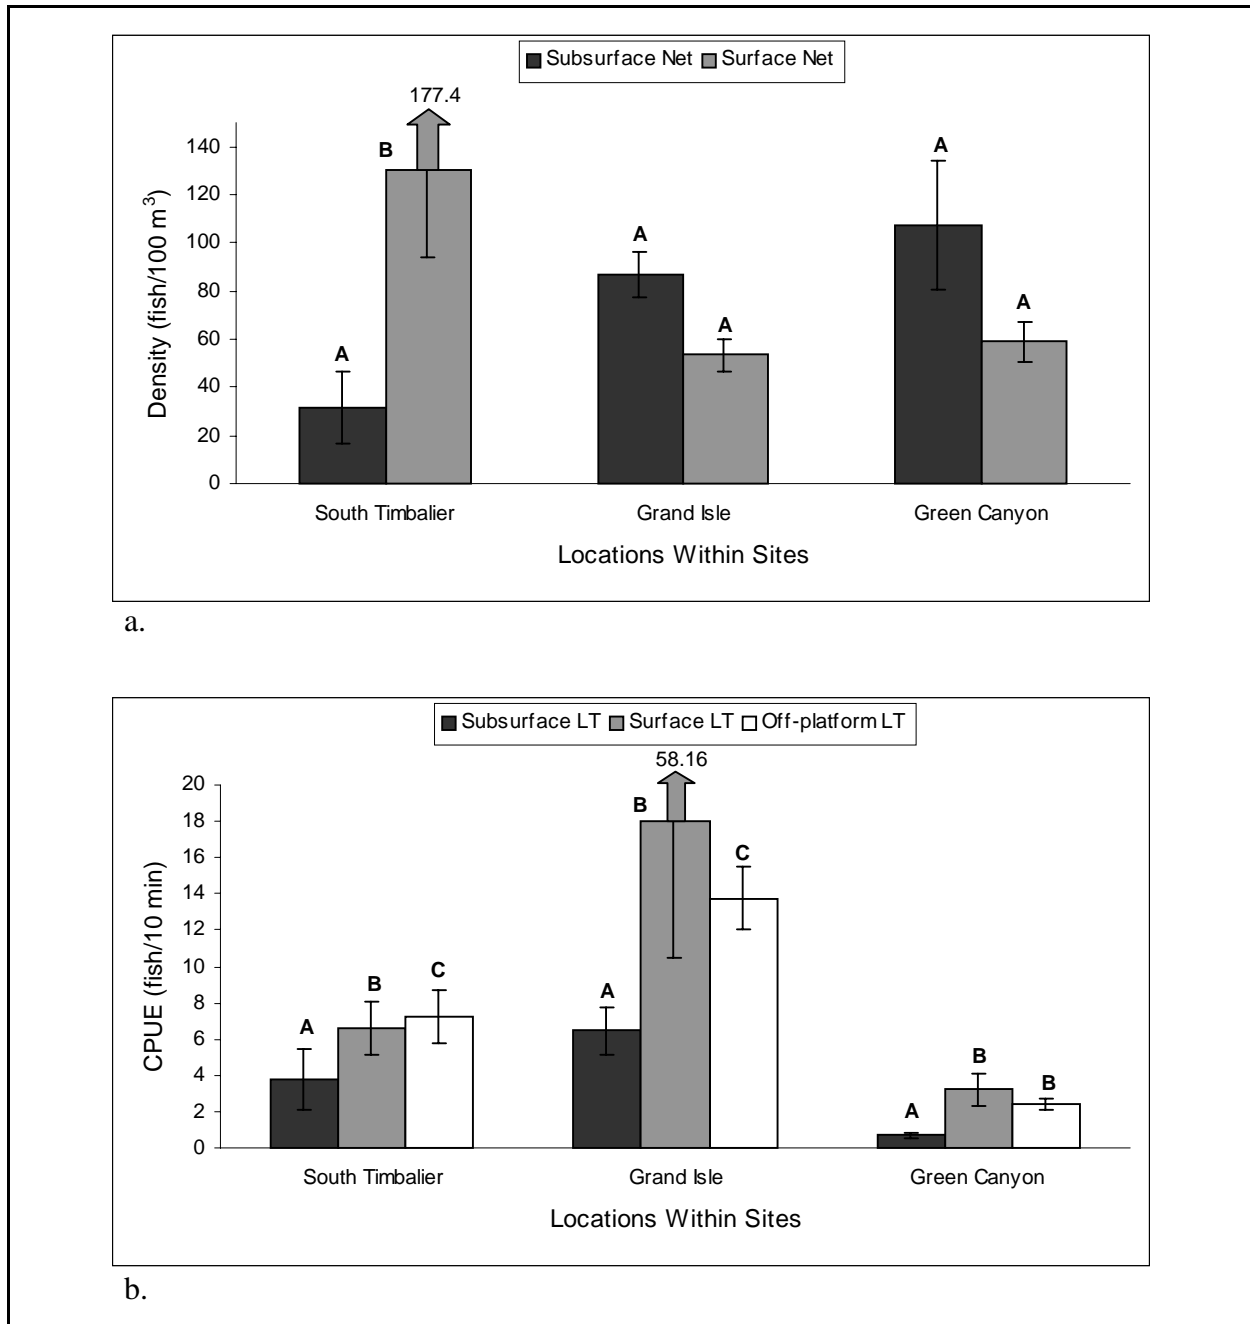 Subsurface Net Surface Net
177.4
140
120
100
80
60
40
20
0
Density (fish/100 m³)
A
B
A
A
A
A
South Timbalier Grand Isle Green Canyon
Locations Within Sites
a.
Subsurface LT Surface LT Off-platform LT
58.16
20
18
16
14
12
10
8
6
4
2
0
CPUE (fish/10 min)
A
B
C
A
B
C
A
B
B
South Timbalier Grand Isle Green Canyon
Locations Within Sites
b.